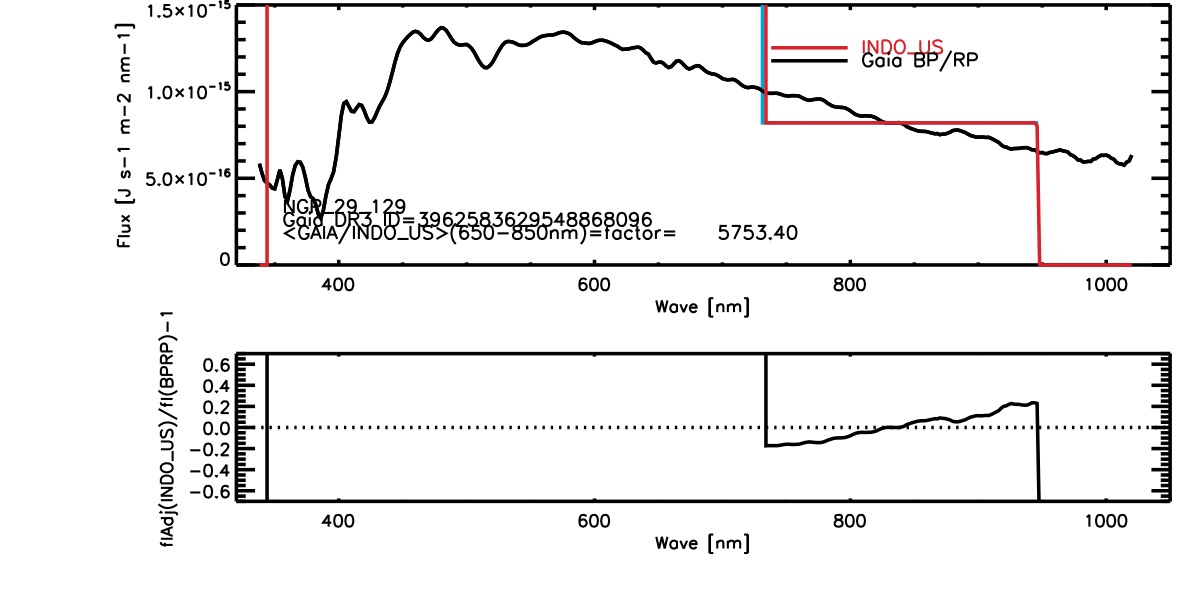 1.5×10−15
1.0×10−15
5.0×10−16
0
Flux [J s−1 m−2 nm−1]
INDO_US
Gaia BP/RP
NGP_29_129
Gaia DR3 ID=3962583629548868096
<GAIA/INDO_US>(650−850nm)=factor= 5753.40
400 600 800 1000
Wave [nm]
flAdj(INDO_US)/fl(BPRP)−1
0.6
0.4
0.2
0.0
−0.2
−0.4
−0.6
400 600 800 1000
Wave [nm]